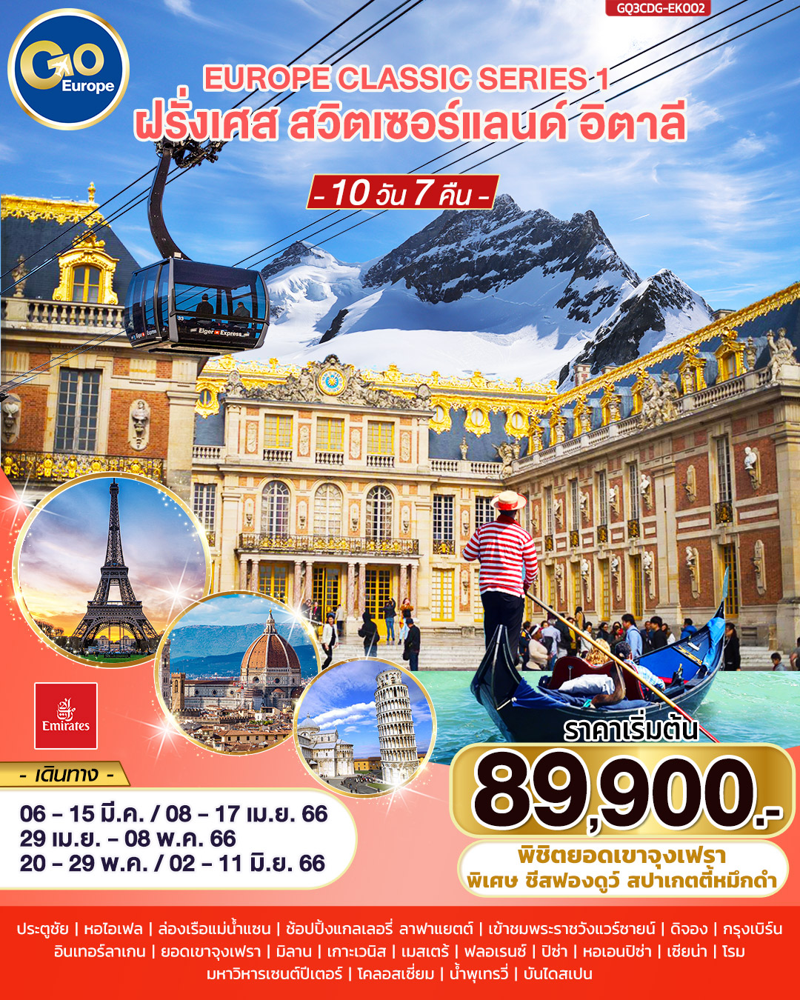 GQ3CDG-EK002
GO
Europe
EUROPE CLASSIC SERIES 1
ฝรั่งเศส สวิตเซอร์แลนด์ อิตาลี
- 10 วัน 7 คืน -
33
Eiger Express
Eiger Express
Emirates
- เดินทาง -
06 - 15 มี.ค. / 08 - 17 เม.ย. 66
29 เม.ย. - 08 พ.ค. 66
20 - 29 พ.ค. / 02 - 11 มิ.ย. 66
ราคาเริ่มต้น
89,900.-
พิชิตยอดเขาจุงเฟรา
พิเศษ ชีสฟองดูว์ สปาเกตตี้หมึกดำ
ประตูชัย | หอไอเฟล | ล่องเรือแม่น้ำแซน | ช้อปปิ้งแกลเลอรี่ ลาฟาแยตต์ | เข้าชมพระราชวังแวร์ซายน์ | ดิจอง | กรุงเบิร์น
อินเทอร์ลาเกน | ยอดเขาจุงเฟรา | มิลาน | เกาะเวนิส | เมสเตร้ | ฟลอเรนซ์ | ปิซ่า | หอเอนปิซ่า | เซียน่า | โรม
มหาวิหารเซนต์ปีเตอร์ | โคลอสเซี่ยม | น้ำพุเทรวี่ | บันไดสเปน